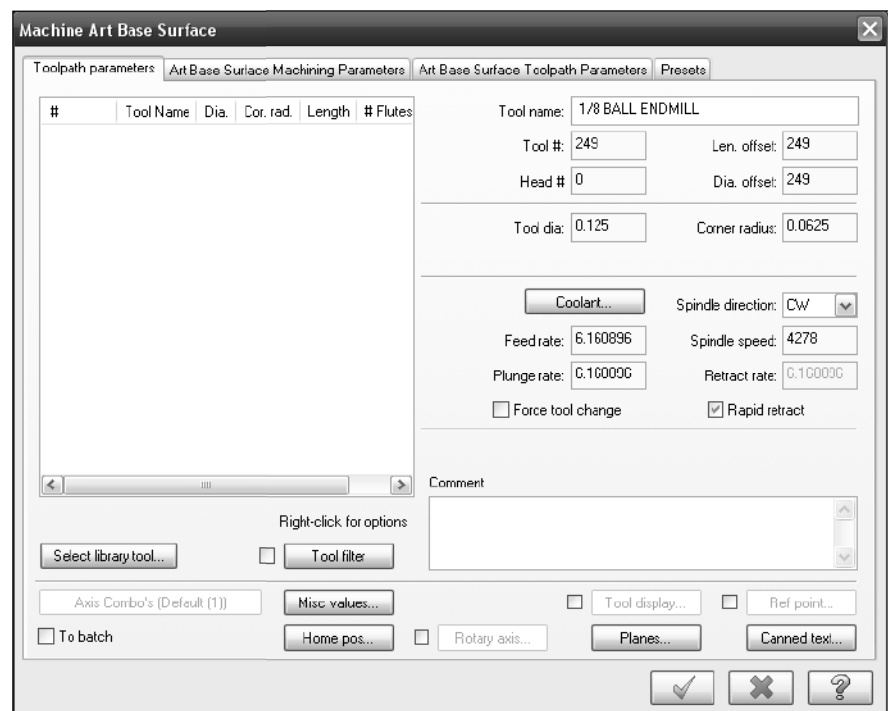 Machine Art Base Surface
Toolpath parameters
Art Base Surface Machining Parameters
Art Base Surface Toolpath Parameters
Presets
# Tool Name Dia. Cor. rad. Length # Flutes
Tool name: 1/8 BALL ENDMILL
Tool #: 249 Len. offset: 249
Head # 0 Dia. offset: 249
Tool dia: 0.125 Corner radius: 0.0625
Coolant... Spindle direction: CW
Feed rate: 6.160896 Spindle speed: 4278
Plunge rate: 6.160896 Retract rate: 6.160896
Force tool change Rapid retract
Comment
Right-click for options
Select library tool... Tool filter
Axis Combo's (Default (1)) Misc values... Tool display... Ref point...
To batch Home pos... Rotary axis... Planes... Canned text...